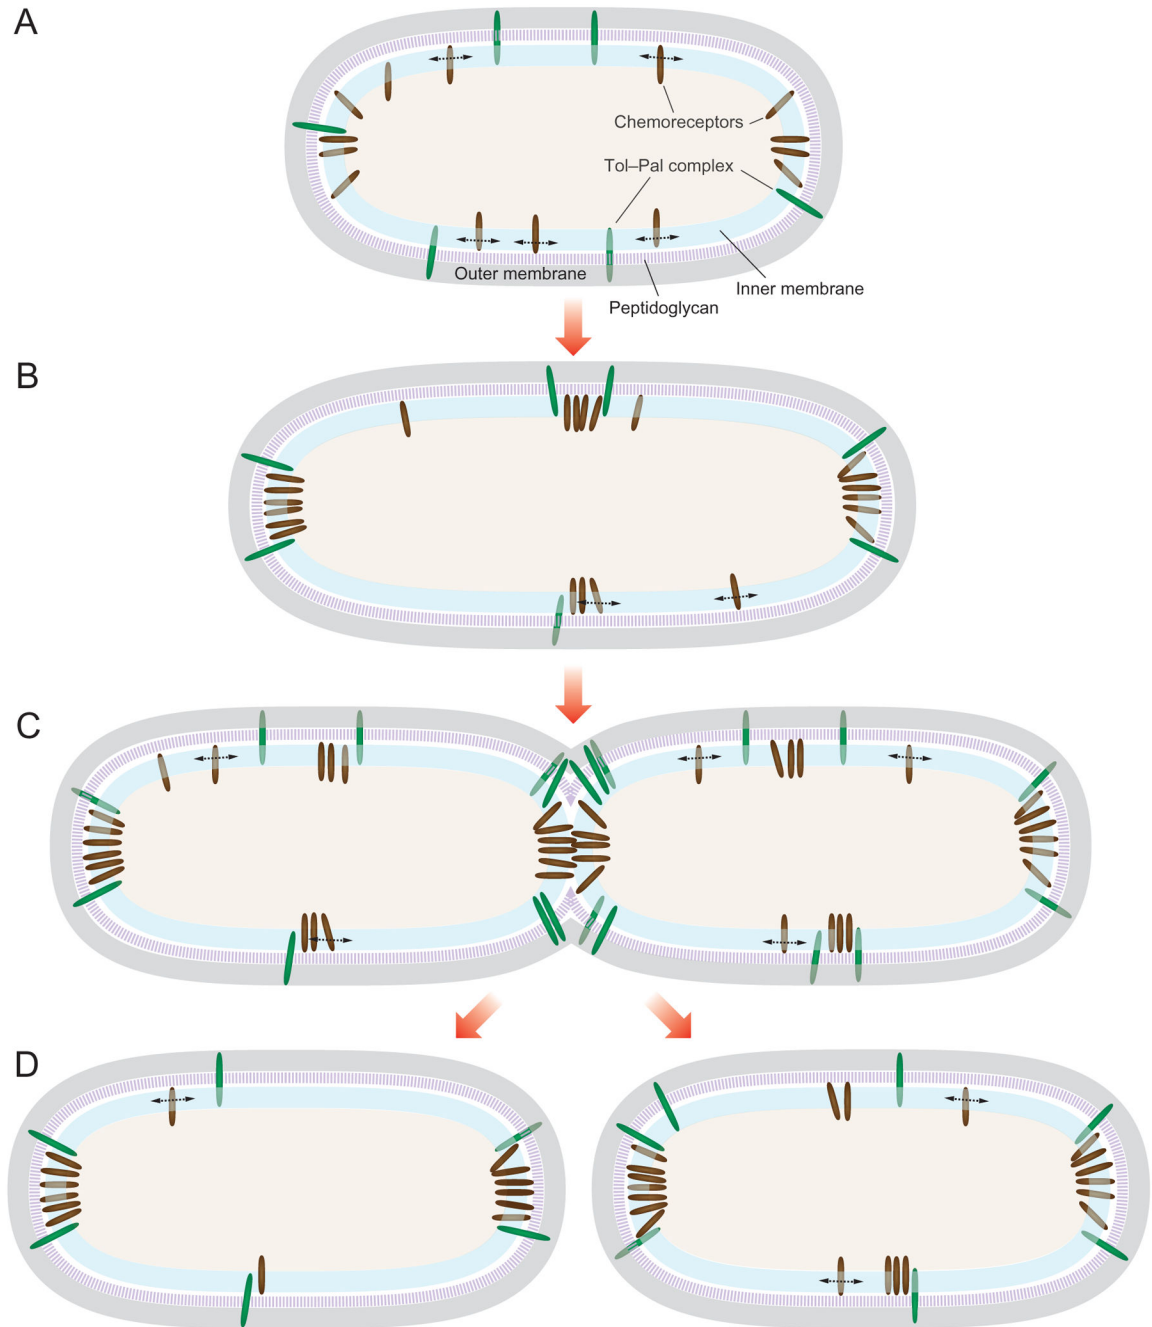 A
Chemoreceptors
Tol–Pal complex
Outer membrane
Inner membrane
Peptidoglycan
B
C
D